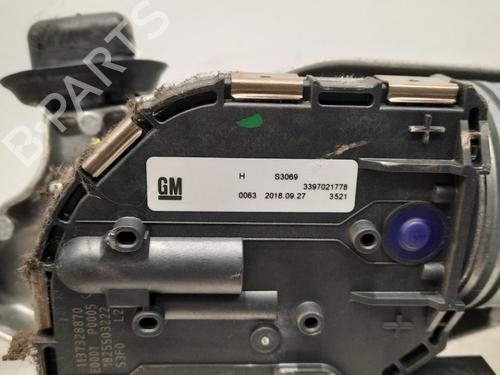 B-PARTS
GM
H S3069
3397021778
0063 2018.09.27 3521
1137328870
E0001 P0005
1825503222
S3F0 L2